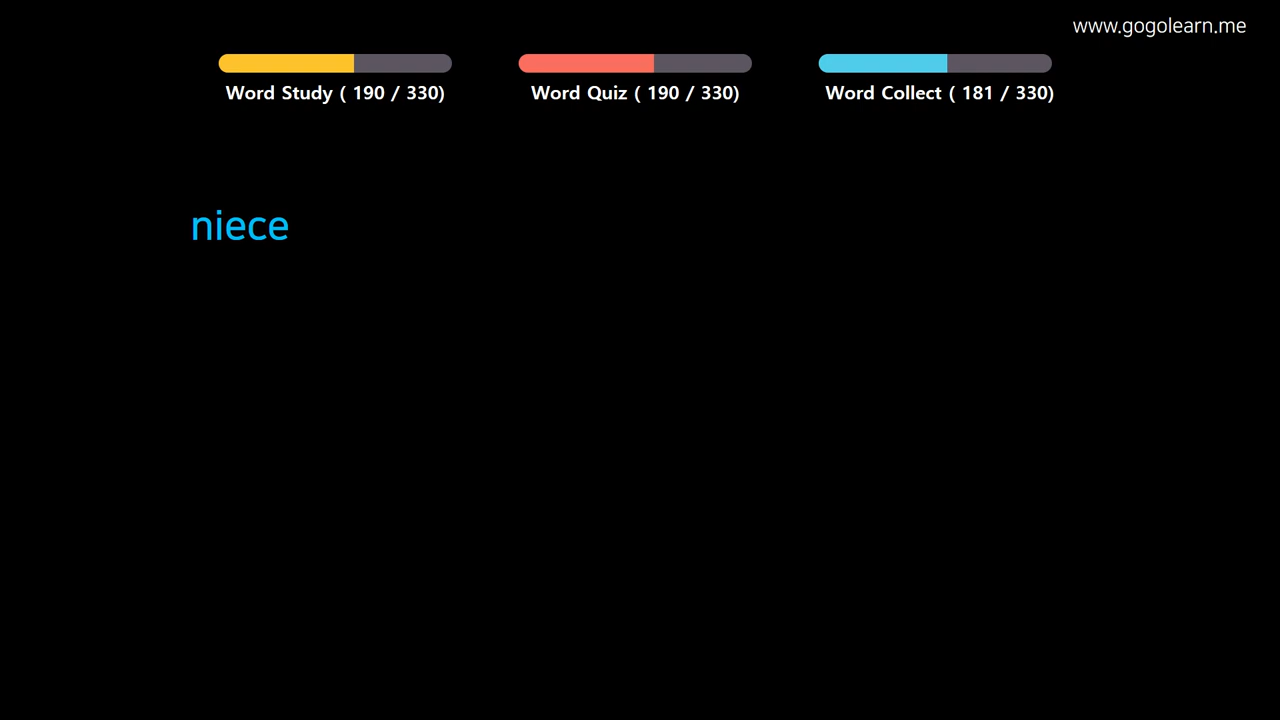 www.gogolearn.me
Word Study ( 190 / 330)
Word Quiz ( 190 / 330)
Word Collect ( 181 / 330)
niece